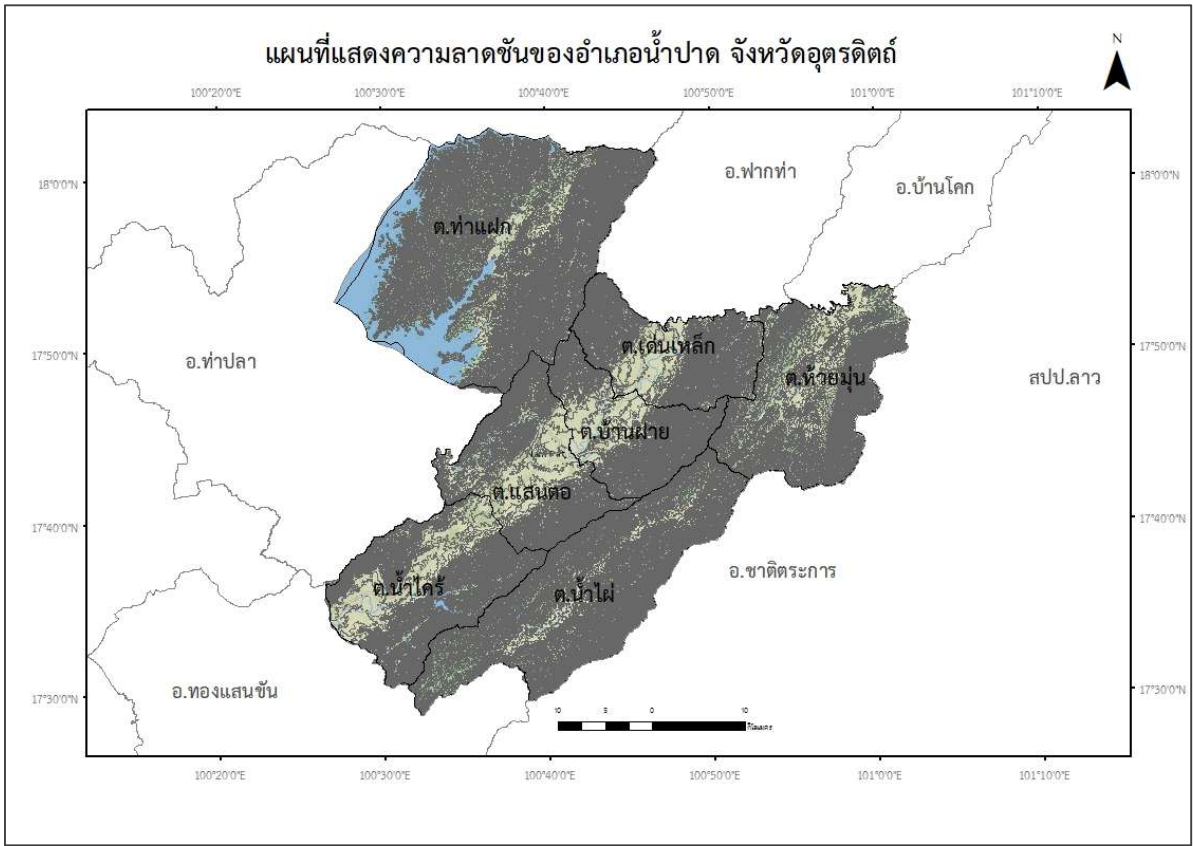 แผนที่แสดงความลาดชันของอำเภอน้ำปาด จังหวัดอุตรดิตถ์
N
100°20'0"E 100°30'0"E 100°40'0"E 100°50'0"E 101°0'0"E 101°10'0"E
18°0'0"N
18°0'0"N
อ.ฟากท่า
อ.บ้านโคก
ต.ท่าแฝก
17°50'0"N
17°50'0"N
อ.ท่าปลา
ต.เด่นเหล็ก
ต.ห้วยมุ่น
สปป.ลาว
ต.บ้านฝาย
ต.แสนตอ
17°40'0"N
17°40'0"N
อ.ชาติตระการ
ต.น้ำไคร้
ต.น้ำไผ่
อ.ทองแสนขัน
17°30'0"N
17°30'0"N
10 5 0 10
กิโลเมตร
100°20'0"E 100°30'0"E 100°40'0"E 100°50'0"E 101°0'0"E 101°10'0"E